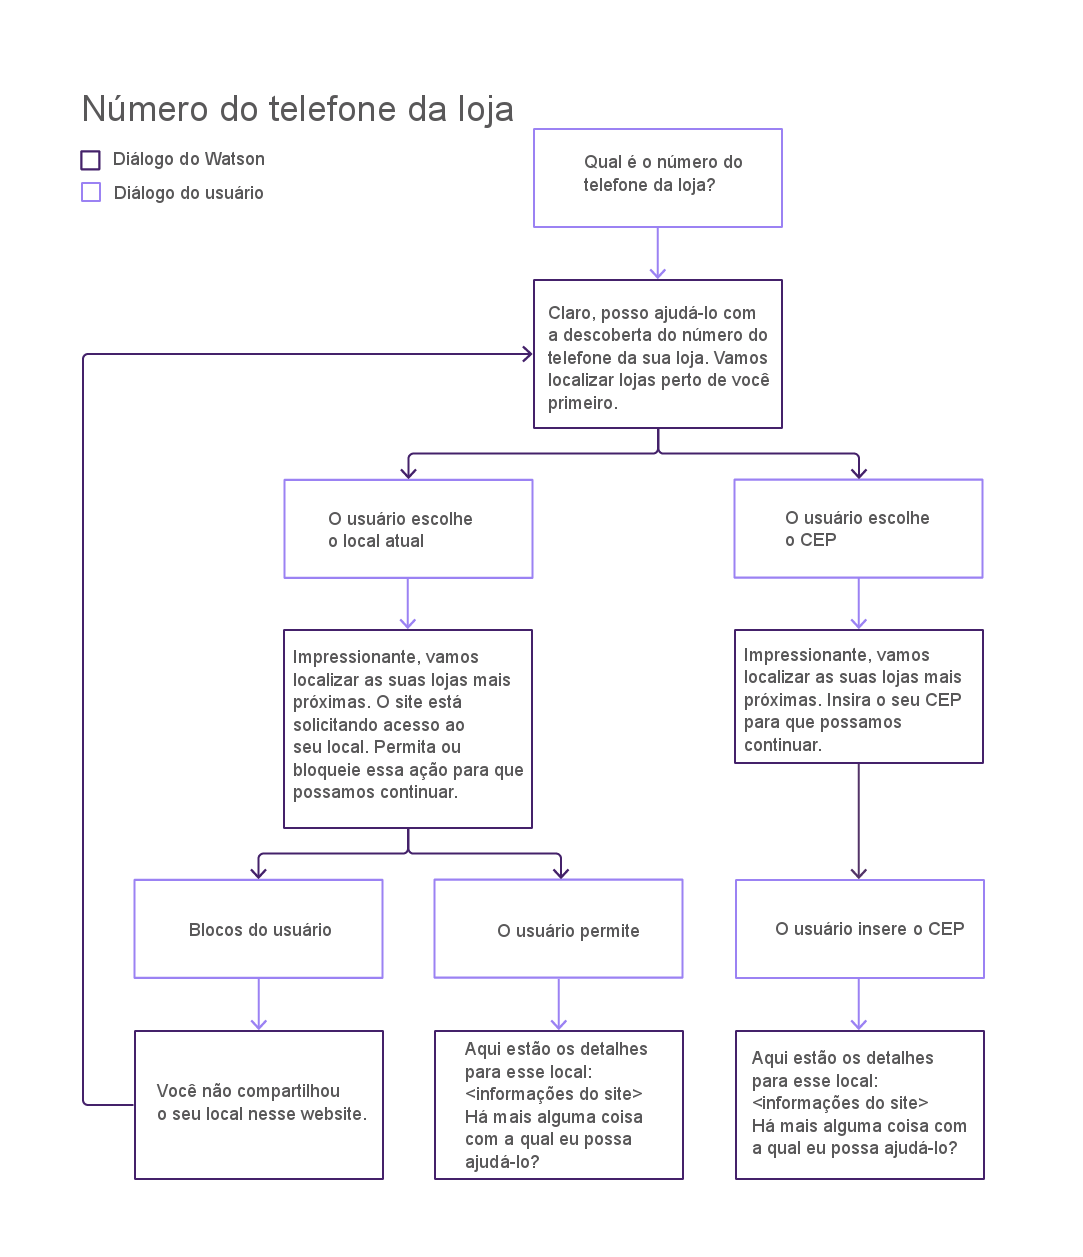 Número do telefone da loja
Diálogo do Watson
Diálogo do usuário
Qual é o número do
telefone da loja?
Claro, posso ajudá-lo com
a descoberta do número do
telefone da sua loja. Vamos
localizar lojas perto de você
primeiro.
O usuário escolhe
o local atual
O usuário escolhe
o CEP
Impressionante, vamos
localizar as suas lojas mais
próximas. O site está
solicitando acesso ao
seu local. Permita ou
bloqueie essa ação para que
possamos continuar.
Impressionante, vamos
localizar as suas lojas mais
próximas. Insira o seu CEP
para que possamos
continuar.
Blocos do usuário
O usuário permite
O usuário insere o CEP
Você não compartilhou
o seu local nesse website.
Aqui estão os detalhes
para esse local:
<informações do site>
Há mais alguma coisa
com a qual eu possa
ajudá-lo?
Aqui estão os detalhes
para esse local:
<informações do site>
Há mais alguma coisa com
a qual eu possa ajudá-lo?